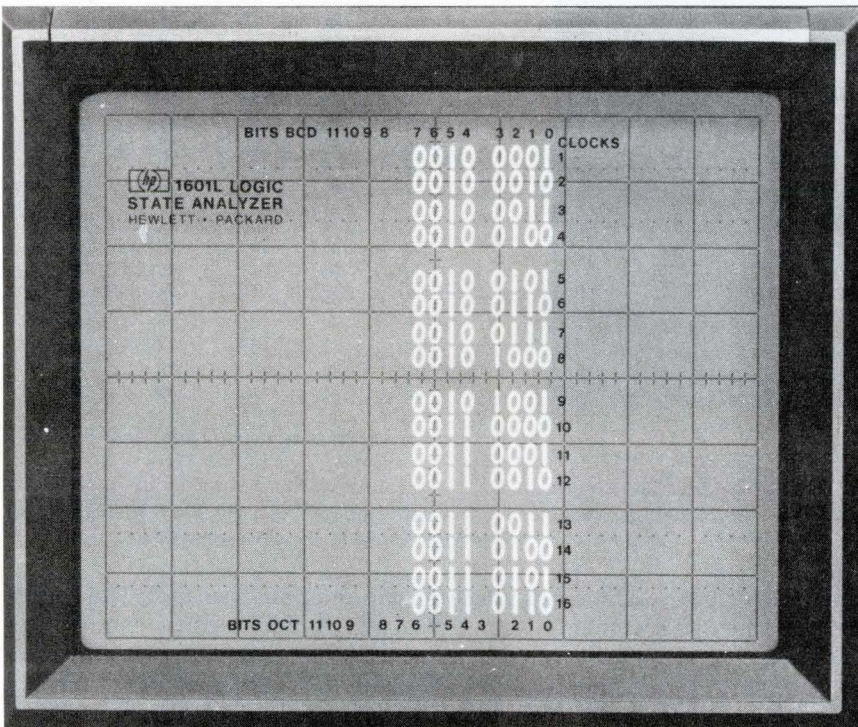 BITS BCD 11 10 9 8 7 6 5 4 3 2 1 0
CLOCKS
0010 0001 1
hp 1601L LOGIC
0010 0010 2
STATE ANALYZER
0010 0011 3
HEWLETT • PACKARD
0010 0100 4
0010 0101 5
0010 0110 6
0010 0111 7
0010 1000 8
0010 1001 9
0011 0000 10
0011 0001 11
0011 0010 12
0011 0011 13
0011 0100 14
0011 0101 15
0011 0110 16
BITS OCT 11 10 9 8 7 6 5 4 3 2 1 0